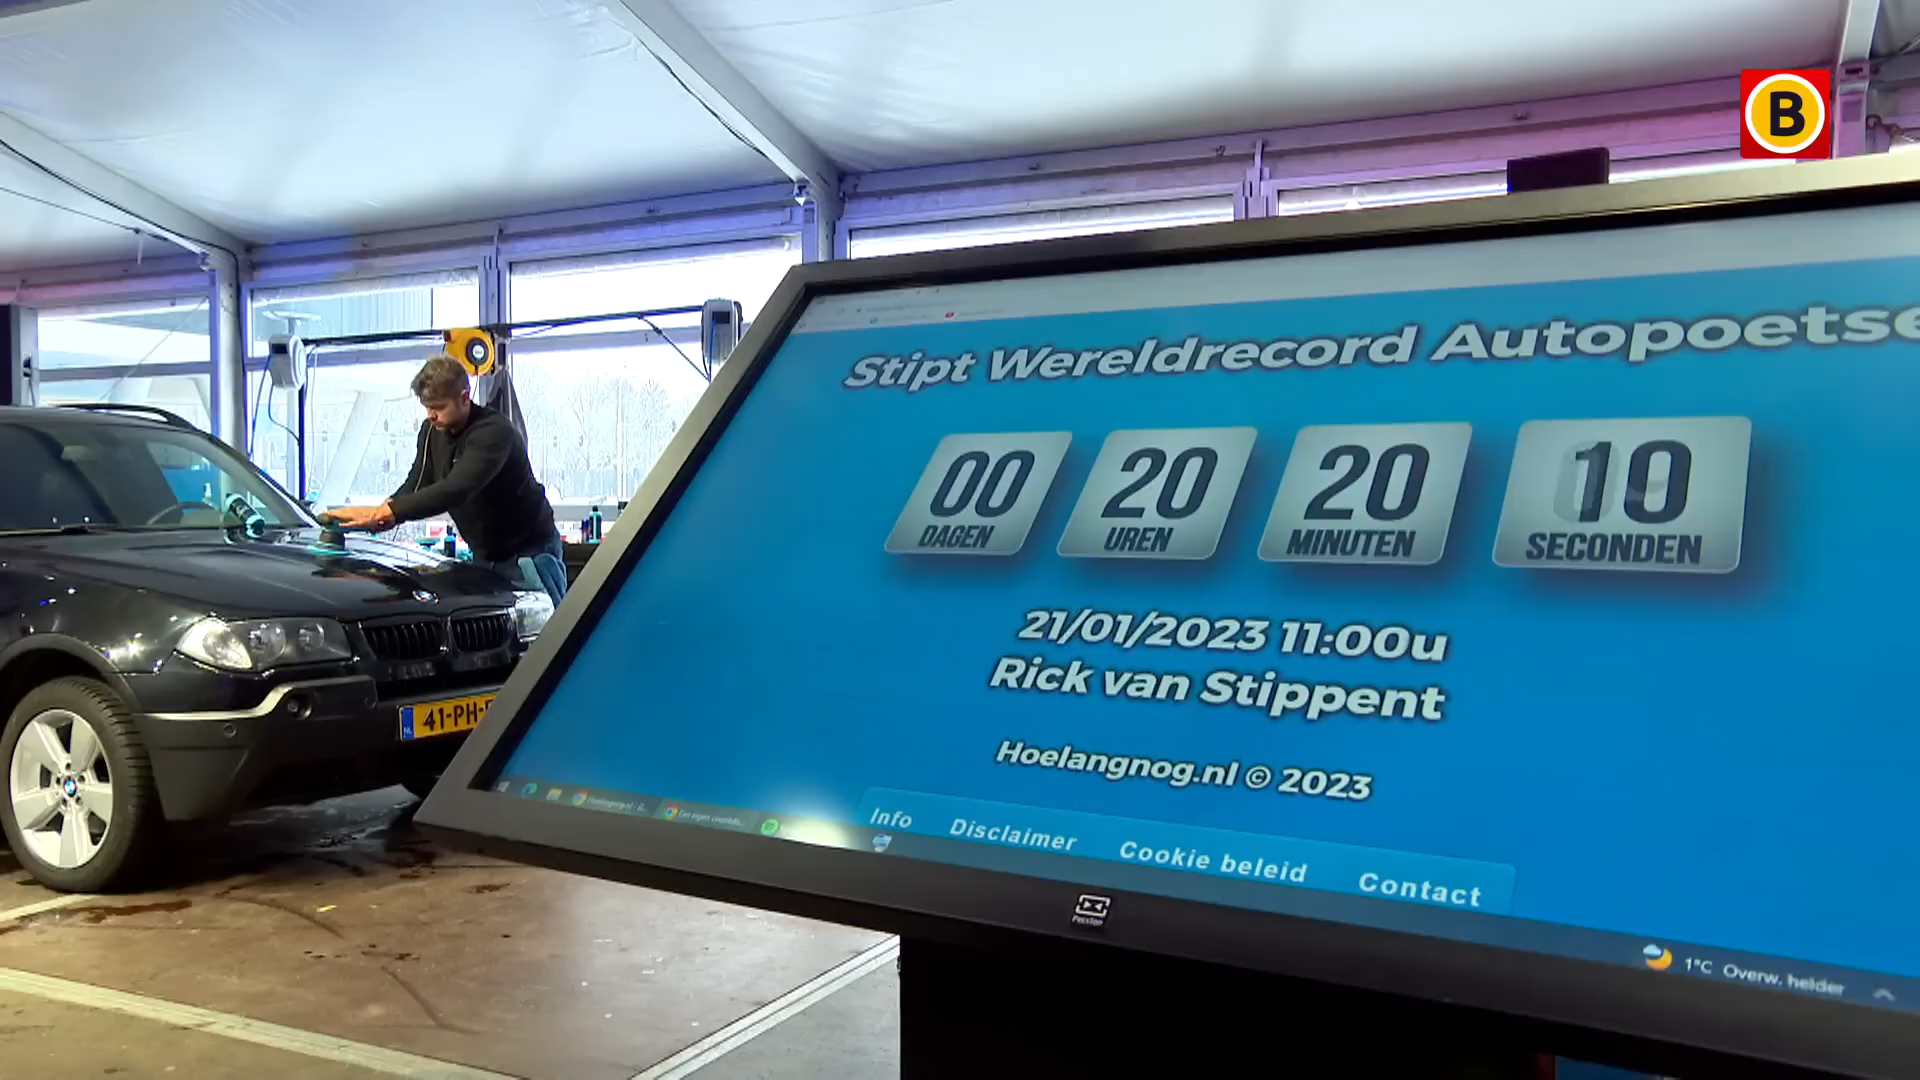 B
Stipt Wereldrecord Autopoetse
00 20 20 10
DAGEN UREN MINUTEN SECONDEN
21/01/2023 11:00u
Rick van Stippent
Hoelangnog.nl © 2023
Info Disclaimer Cookie beleid Contact
1°C Overw. helder
NL 41-PH-